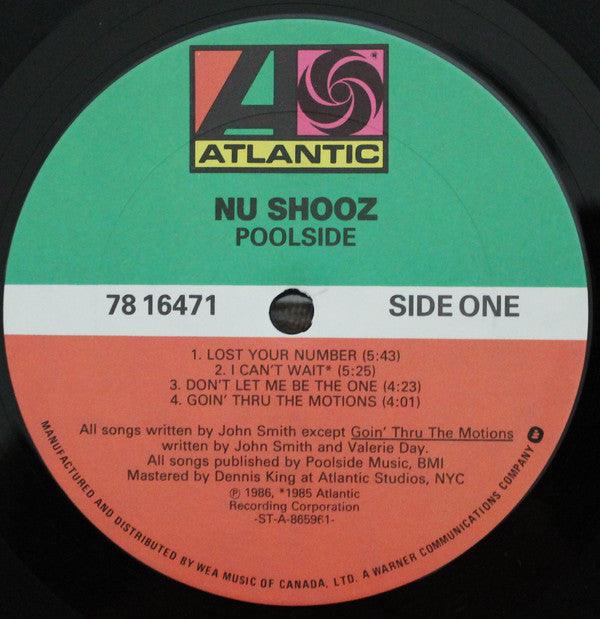 ATLANTIC
NU SHOOZ
POOLSIDE
78 16471
SIDE ONE
1. LOST YOUR NUMBER (5:43)
2. I CAN'T WAIT* (5:25)
3. DON'T LET ME BE THE ONE (4:23)
4. GOIN' THRU THE MOTIONS (4:01)
All songs written by John Smith except Goin' Thru The Motions
written by John Smith and Valerie Day.
All songs published by Poolside Music, BMI
Mastered by Dennis King at Atlantic Studios, NYC
℗ 1986, *1985 Atlantic
Recording Corporation
-ST-A-865961-
MANUFACTURED AND DISTRIBUTED BY WEA MUSIC OF CANADA, LTD. A WARNER COMMUNICATIONS COMPANY